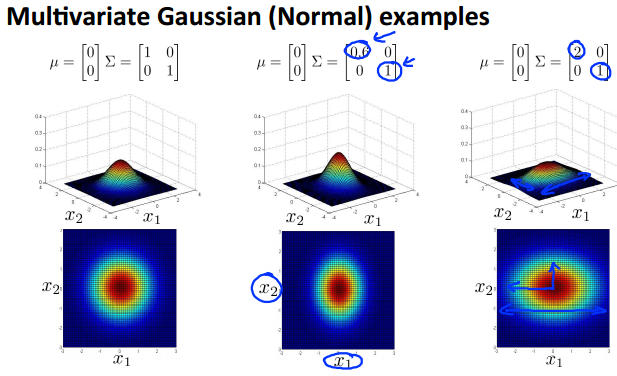 Multivariate Gaussian (Normal) examples
μ = [0 0] Σ = [1 0 0 1]
μ = [0 0] Σ = [0.6 0 0 1]
μ = [0 0] Σ = [2 0 0 1]
x2 x1
x2 x1
x2 x1
x2
x1
x2
x1
x2
x1